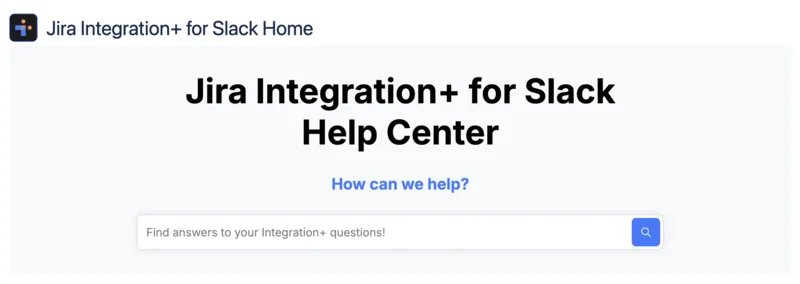 Jira Integration+ for Slack Home
Jira Integration+ for Slack
Help Center
How can we help?
Find answers to your Integration+ questions!